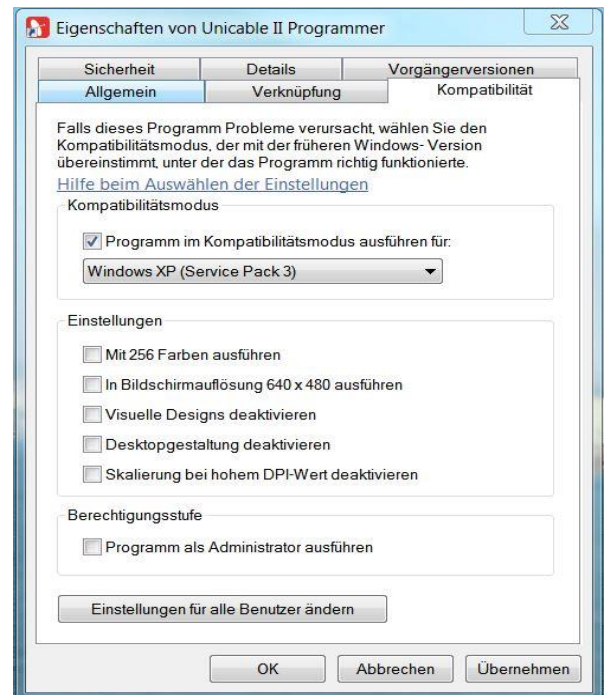 Eigenschaften von Unicable II Programmer
Sicherheit
Details
Vorgängerversionen
Allgemein
Verknüpfung
Kompatibilität
Falls dieses Programm Probleme verursacht, wählen Sie den
Kompatibilitätsmodus, der mit der früheren Windows- Version
übereinstimmt, unter der das Programm richtig funktionierte.
Hilfe beim Auswählen der Einstellungen
Kompatibilitätsmodus
Programm im Kompatibilitätsmodus ausführen für:
Windows XP (Service Pack 3)
Einstellungen
Mit 256 Farben ausführen
In Bildschirmauflösung 640 x 480 ausführen
Visuelle Designs deaktivieren
Desktopgestaltung deaktivieren
Skalierung bei hohem DPI-Wert deaktivieren
Berechtigungsstufe
Programm als Administrator ausführen
Einstellungen für alle Benutzer ändern
OK
Abbrechen
Übernehmen